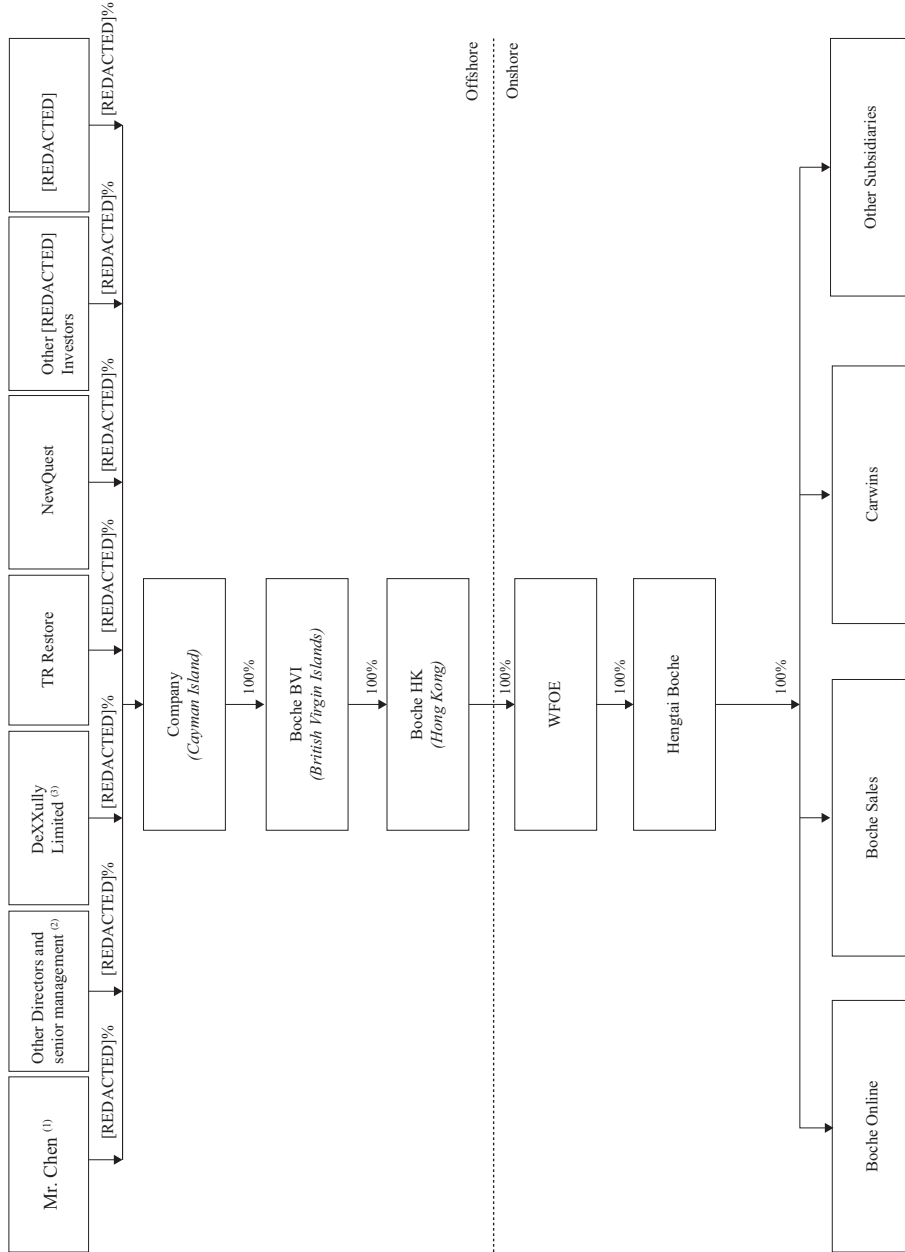 Mr. Chen (1)
Other Directors and
senior management (2)
DeXXully
Limited (3)
TR Restore
NewQuest
Other [REDACTED]
Investors
[REDACTED]
[REDACTED]%
[REDACTED]%
[REDACTED]%
[REDACTED]%
[REDACTED]%
[REDACTED]%
[REDACTED]%
Company
(Cayman Island)
100%
Boche BVI
(British Virgin Islands)
100%
Boche HK
(Hong Kong)
Offshore
Onshore
100%
WFOE
100%
Hengtai Boche
100%
Boche Online
Boche Sales
Carwins
Other Subsidiaries